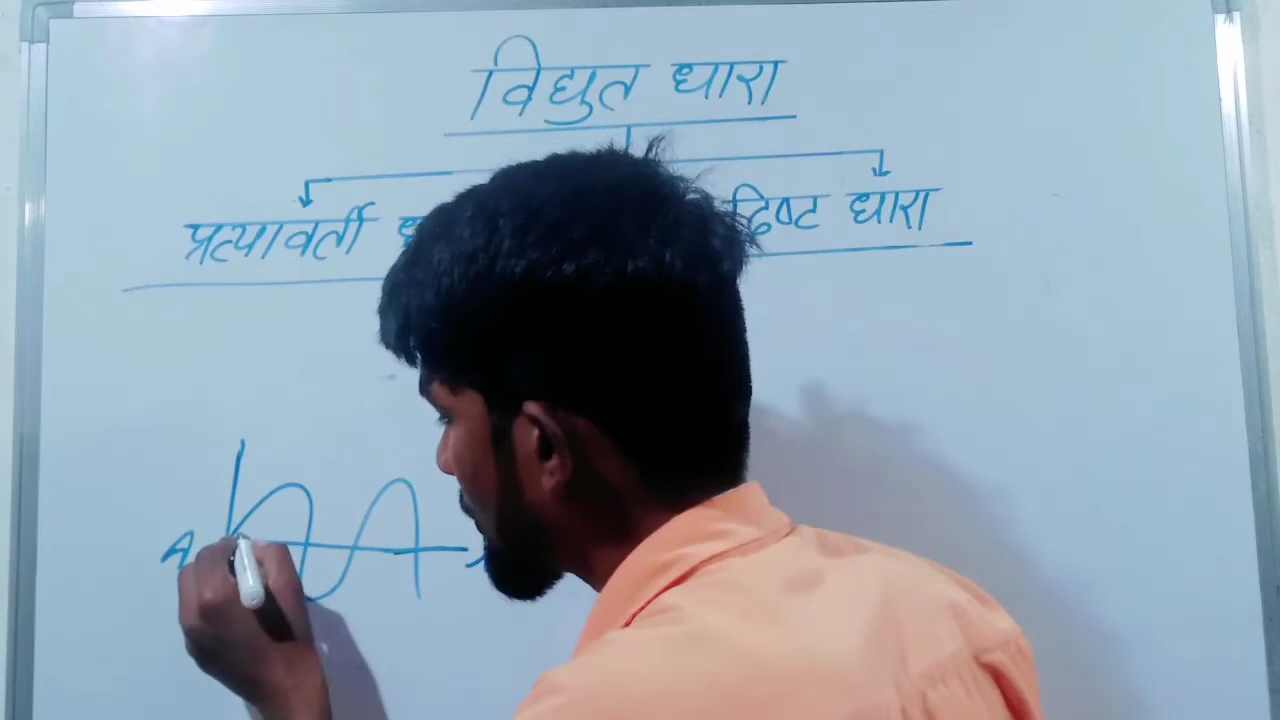 विद्युत धारा
प्रत्यावर्ती
धारा
A